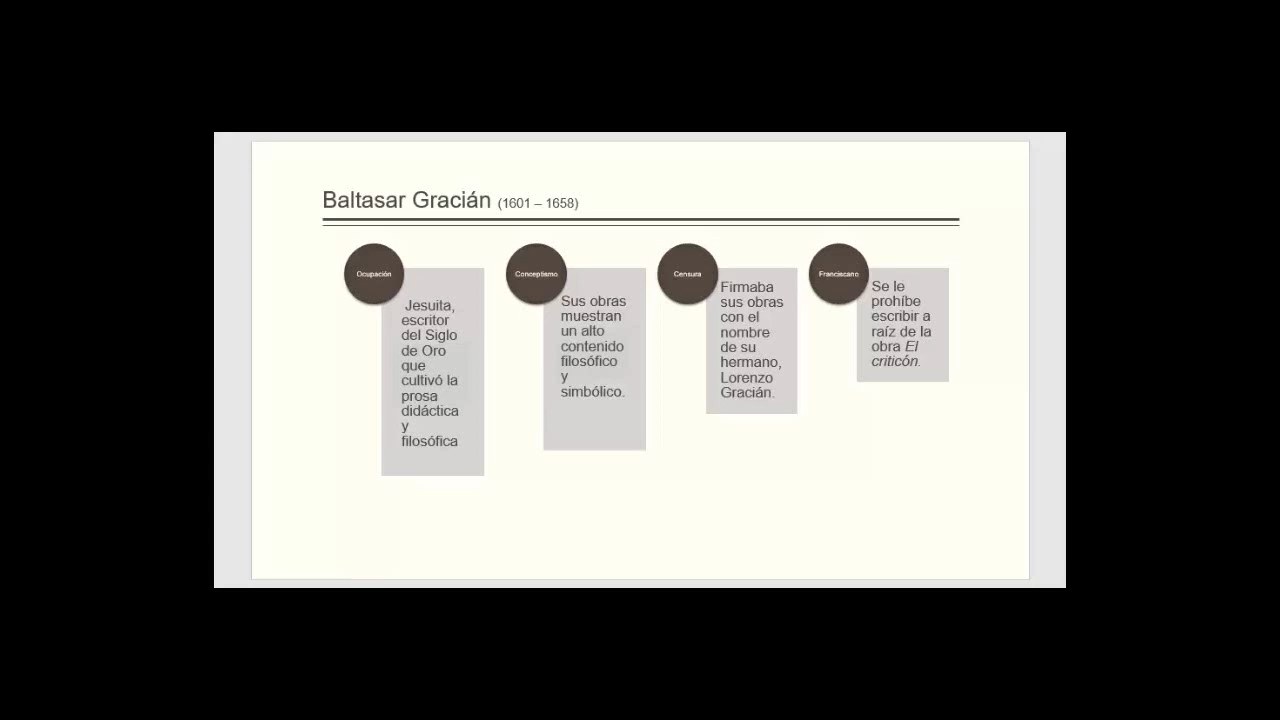 Baltasar Gracián (1601 – 1658)
Ocupación
Jesuita,
escritor
del Siglo
de Oro
que
cultivó la
prosa
didáctica
y
filosófica
Conceptismo
Sus obras
muestran
un alto
contenido
filosófico
y
simbólico.
Censura
Firmaba
sus obras
con el
nombre
de su
hermano,
Lorenzo
Gracián.
Franciscano
Se le
prohíbe
escribir a
raíz de la
obra El
criticón.